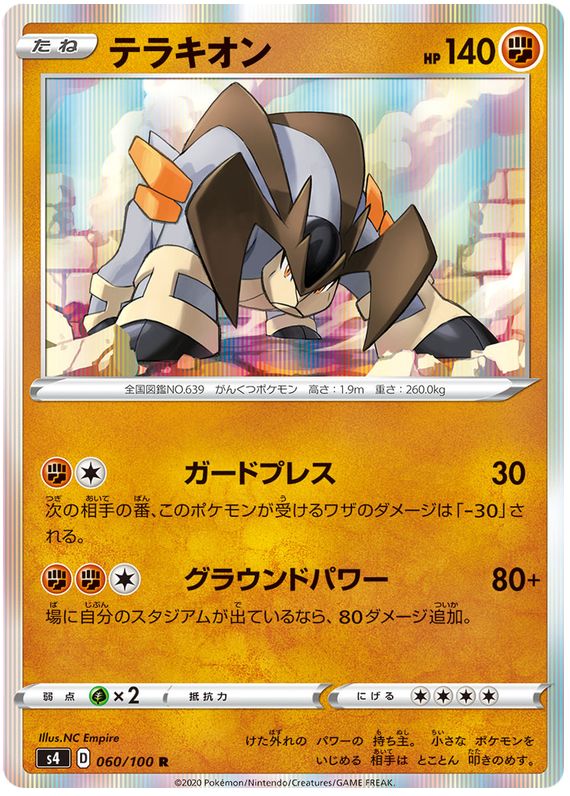 たね テラキオン HP 140
全国図鑑NO.639 がんくつポケモン 高さ:1.9m 重さ:260.0kg
ガードプレス 30
次の相手の番、このポケモンが受けるワザのダメージは「-30」さ
れる。
グラウンドパワー 80+
場に自分のスタジアムが出ているなら、80ダメージ追加。
弱点 ×2 抵抗力 にげる
Illus.NC Empire
s4 D 060/100 R
けた外れの パワーの 持ち主。 小さな ポケモンを
いじめる 相手は とことん 叩きのめす。
©2020 Pokémon/Nintendo/Creatures/GAME FREAK.